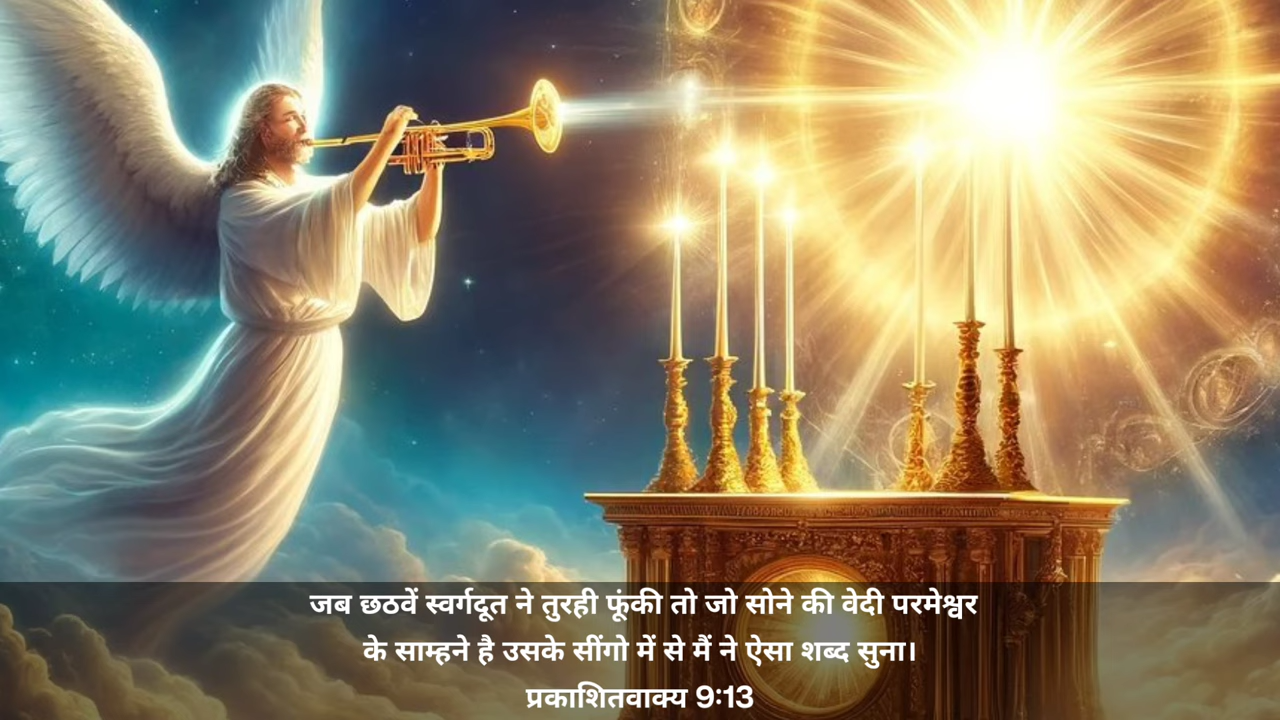 जब छठवें स्वर्गदूत ने तुरही फूंकी तो जो सोने की वेदी परमेश्वर
के साम्हने है उसके सींगो में से मैं ने ऐसा शब्द सुना।
प्रकाशितवाक्य 9:13